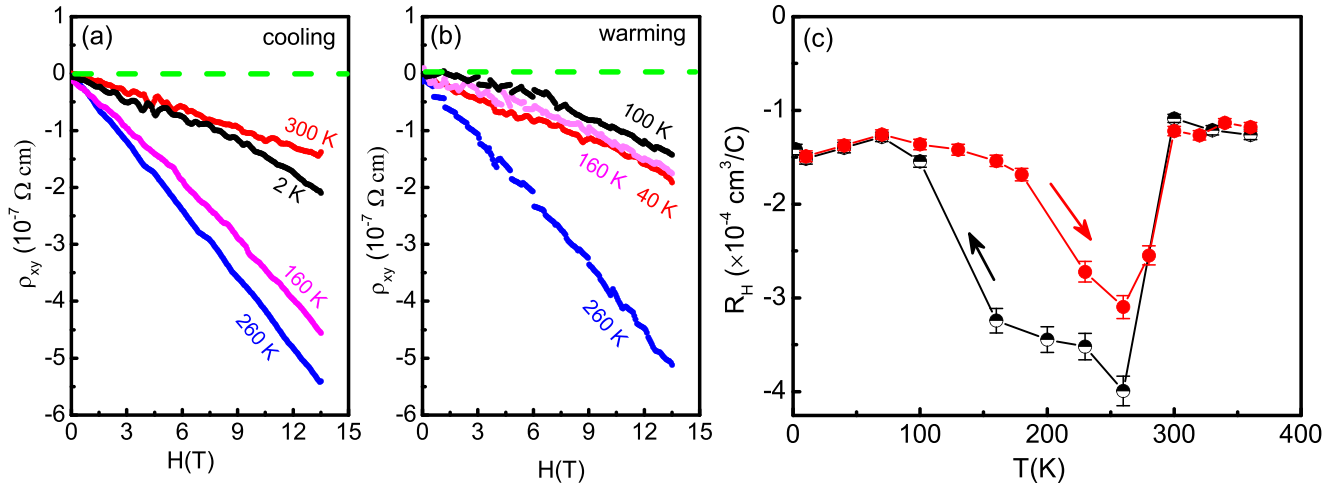 (a)
cooling
0
-1
-2
-3
-4
-5
-6
1
ρxy (10-7 Ω cm)
300 K
2 K
160 K
260 K
0 3 6 9 12 15
H(T)
(b)
warming
1
0
-1
-2
-3
-4
-5
-6
ρxy (10-7 Ω cm)
100 K
160 K
40 K
260 K
0 3 6 9 12 15
H(T)
(c)
0
-1
-2
-3
-4
RH (×10-4 cm3/C)
0 100 200 300 400
T(K)